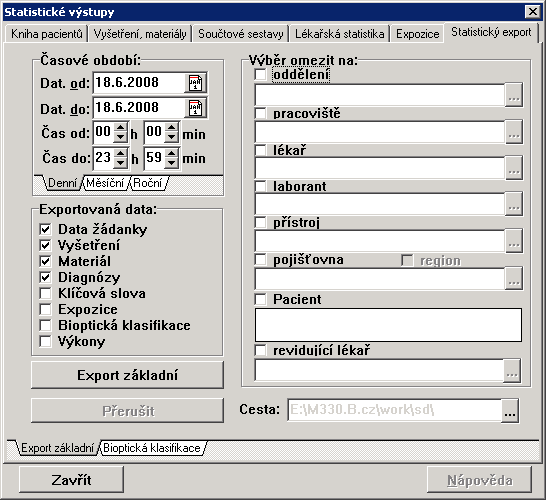 Statistické výstupy
Kniha pacientů
Vyšetření, materiály
Součtové sestavy
Lékařská statistika
Expozice
Statistický export
Časové období:
Dat. od: 18.6.2008
Dat. do: 18.6.2008
Čas od: 00 h 00 min
Čas do: 23 h 59 min
Denní Měsíční Roční
Exportovaná data:
Data žádanky
Vyšetření
Materiál
Diagnózy
Klíčová slova
Expozice
Bioptická klasifikace
Výkony
Export základní
Přerušit
Výběr omezit na:
oddělení
...
pracoviště
...
lékař
...
laborant
...
přístroj
...
pojišťovna region
...
Pacient
revidující lékař
...
Cesta: E:\M330.B.cz\work\sd\ ...
Export základní Bioptická klasifikace
Zavřít
Nápověda